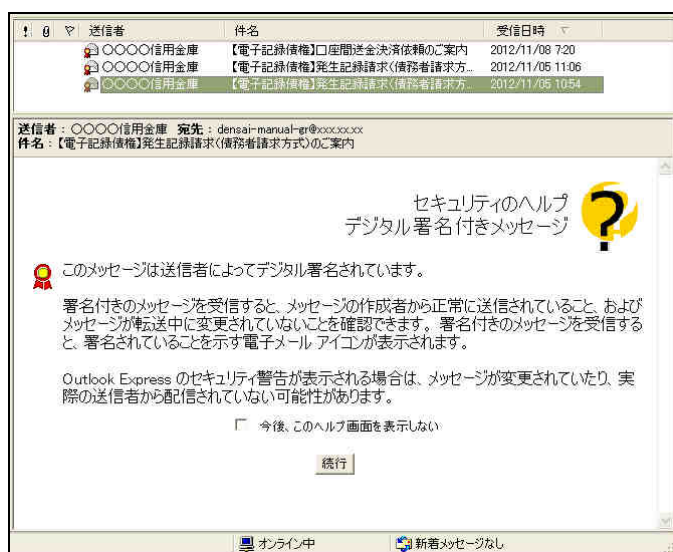 ! 送信者 件名 受信日時
○○○○信用金庫 【電子記録債権】口座間送金決済依頼のご案内 2012/11/08 7:20
○○○○信用金庫 【電子記録債権】発生記録請求(債務者請求方... 2012/11/05 11:06
○○○○信用金庫 【電子記録債権】発生記録請求(債務者請求方... 2012/11/05 10:54
送信者:○○○○信用金庫 宛先:densai-manual-gr@xxx.xx.xx
件名:【電子記録債権】発生記録請求(債務者請求方式)のご案内
セキュリティのヘルプ
デジタル署名付きメッセージ
?
このメッセージは送信者によってデジタル署名されています。
署名付きのメッセージを受信すると、メッセージの作成者から正常に送信されていること、および
メッセージが転送中に変更されていないことを確認できます。署名付きのメッセージを受信する
と、署名されていることを示す電子メール アイコンが表示されます。
Outlook Express のセキュリティ警告が表示される場合は、メッセージが変更されていたり、実
際の送信者から配信されていない可能性があります。
今後、このヘルプ画面を表示しない
続行
オンライン中 新着メッセージなし